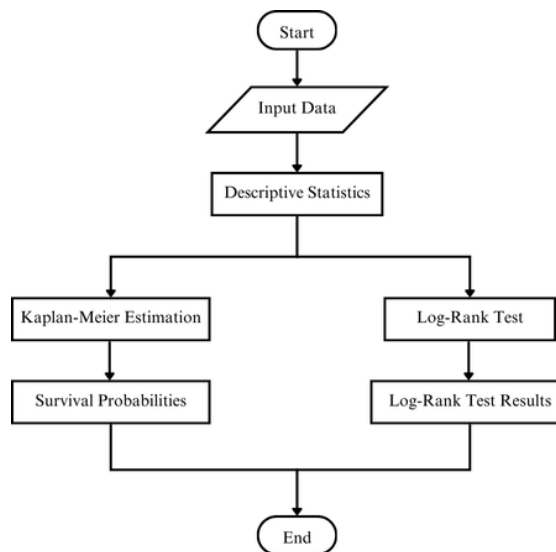 Start
Input Data
Descriptive Statistics
Kaplan-Meier Estimation
Log-Rank Test
Survival Probabilities
Log-Rank Test Results
End